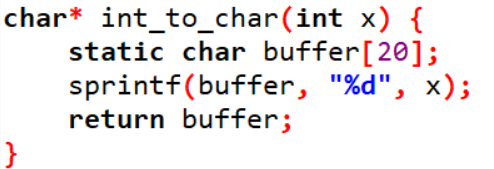 char* int_to_char(int x) {
    static char buffer[20];
    sprintf(buffer, "%d", x);
    return buffer;
}